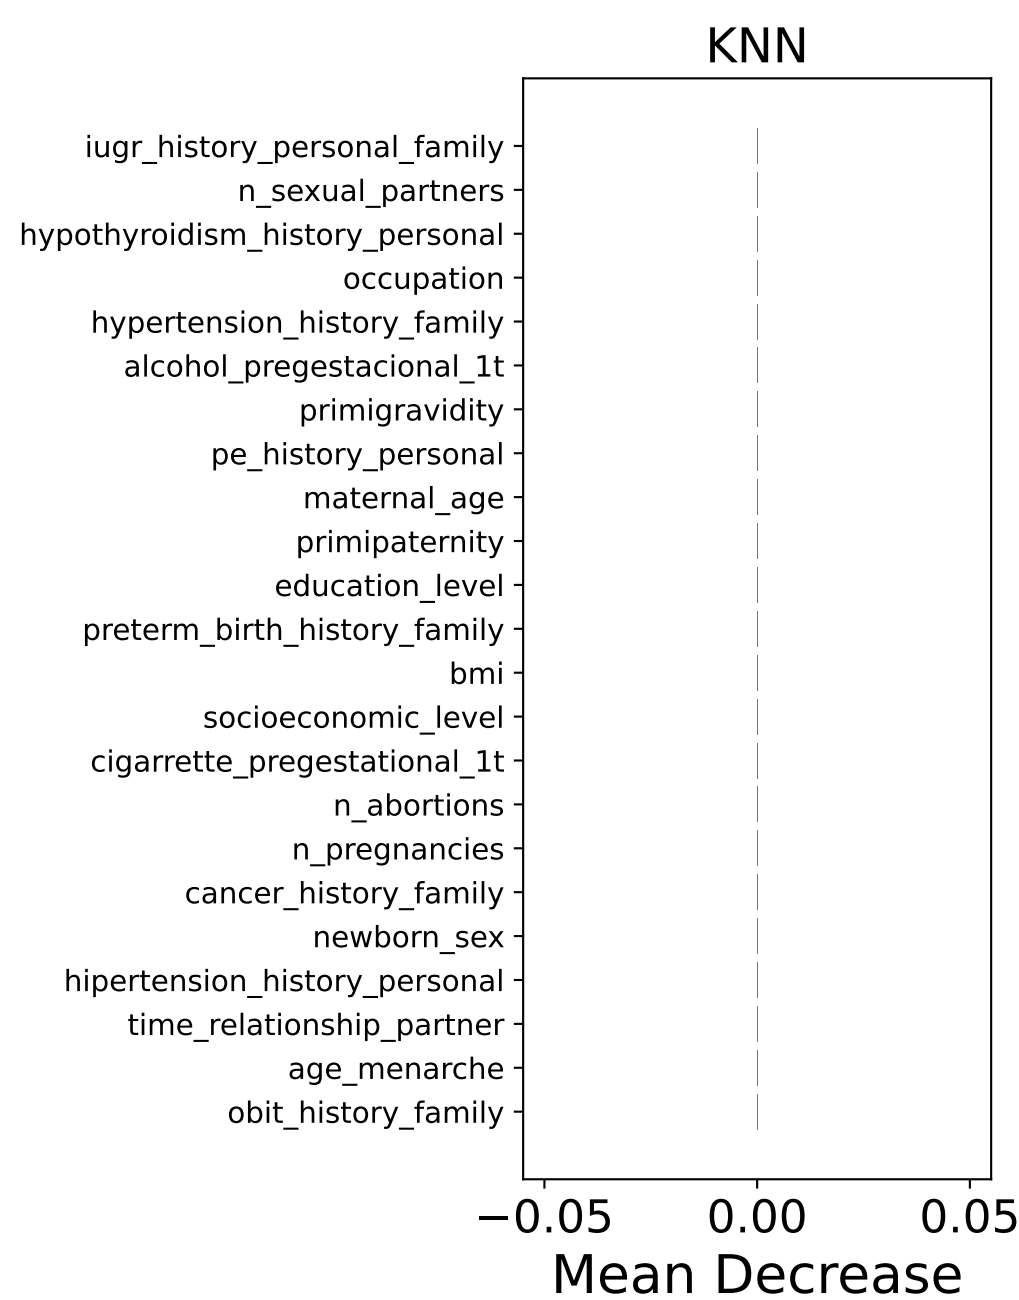 KNN
iugr_history_personal_family
n_sexual_partners
hypothyroidism_history_personal
occupation
hypertension_history_family
alcohol_pregestacional_1t
primigravidity
pe_history_personal
maternal_age
primipaternity
education_level
preterm_birth_history_family
bmi
socioeconomic_level
cigarrette_pregestational_1t
n_abortions
n_pregnancies
cancer_history_family
newborn_sex
hipertension_history_personal
time_relationship_partner
age_menarche
obit_history_family
−0.05 0.00 0.05
Mean Decrease